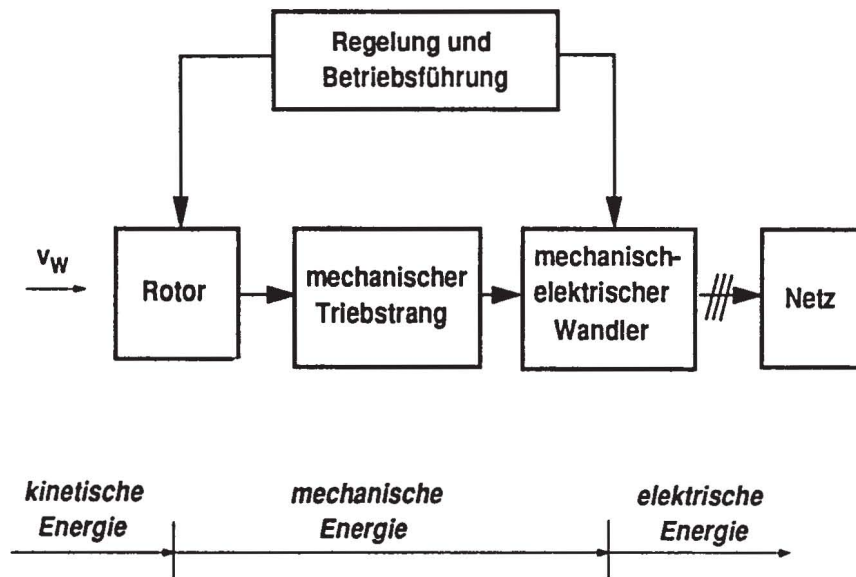 Regelung und
Betriebsführung
v_W
Rotor
mechanischer
Triebstrang
mechanisch-
elektrischer
Wandler
Netz
kinetische
Energie
mechanische
Energie
elektrische
Energie